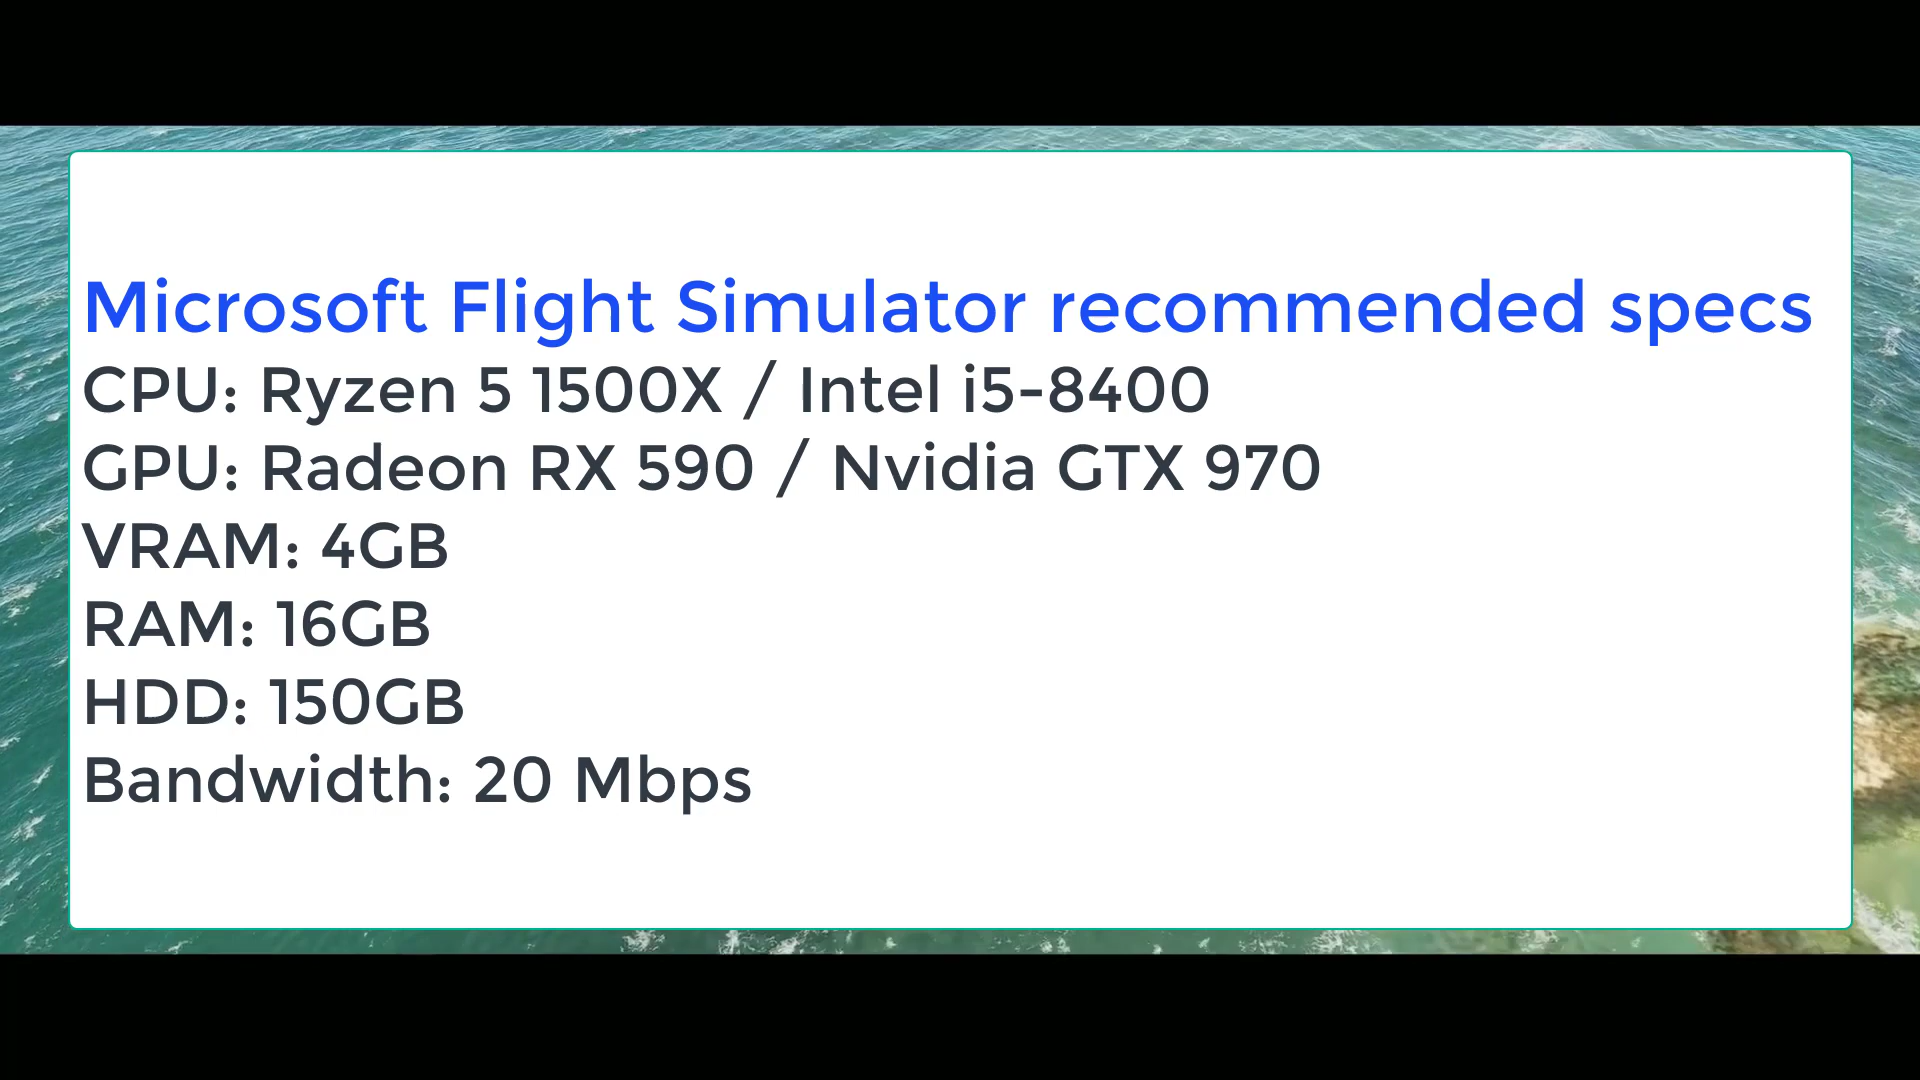 Microsoft Flight Simulator recommended specs
CPU: Ryzen 5 1500X / Intel i5-8400
GPU: Radeon RX 590 / Nvidia GTX 970
VRAM: 4GB
RAM: 16GB
HDD: 150GB
Bandwidth: 20 Mbps